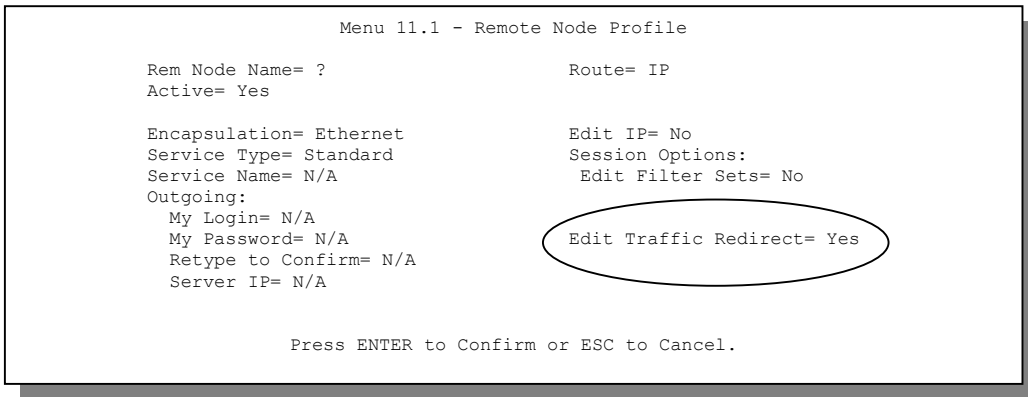 Menu 11.1 - Remote Node Profile
Rem Node Name= ? Route= IP
Active= Yes
Encapsulation= Ethernet Edit IP= No
Service Type= Standard Session Options:
Service Name= N/A Edit Filter Sets= No
Outgoing:
My Login= N/A
My Password= N/A Edit Traffic Redirect= Yes
Retype to Confirm= N/A
Server IP= N/A
Press ENTER to Confirm or ESC to Cancel.